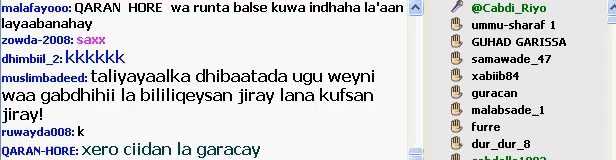 malafayooo: QARAN HORE wa runta balse kuwa indhaha la'aan
layaabanahay
zowda-2008: saxx
dhimbiil_2: kkkkkk
muslimbadeed: taliyayaalka dhibaatada ugu weyni
waa gabdhihii la bililiqeysan jiray lana kufsan
jiray!
ruwayda008: k
QARAN-HORE: xero ciidan la garacay
@Cabdi_Riyo
ummu-sharaf 1
GUHAD GARISSA
samawade_47
xabiib84
guracan
malabsade_1
furre
dur_dur_8